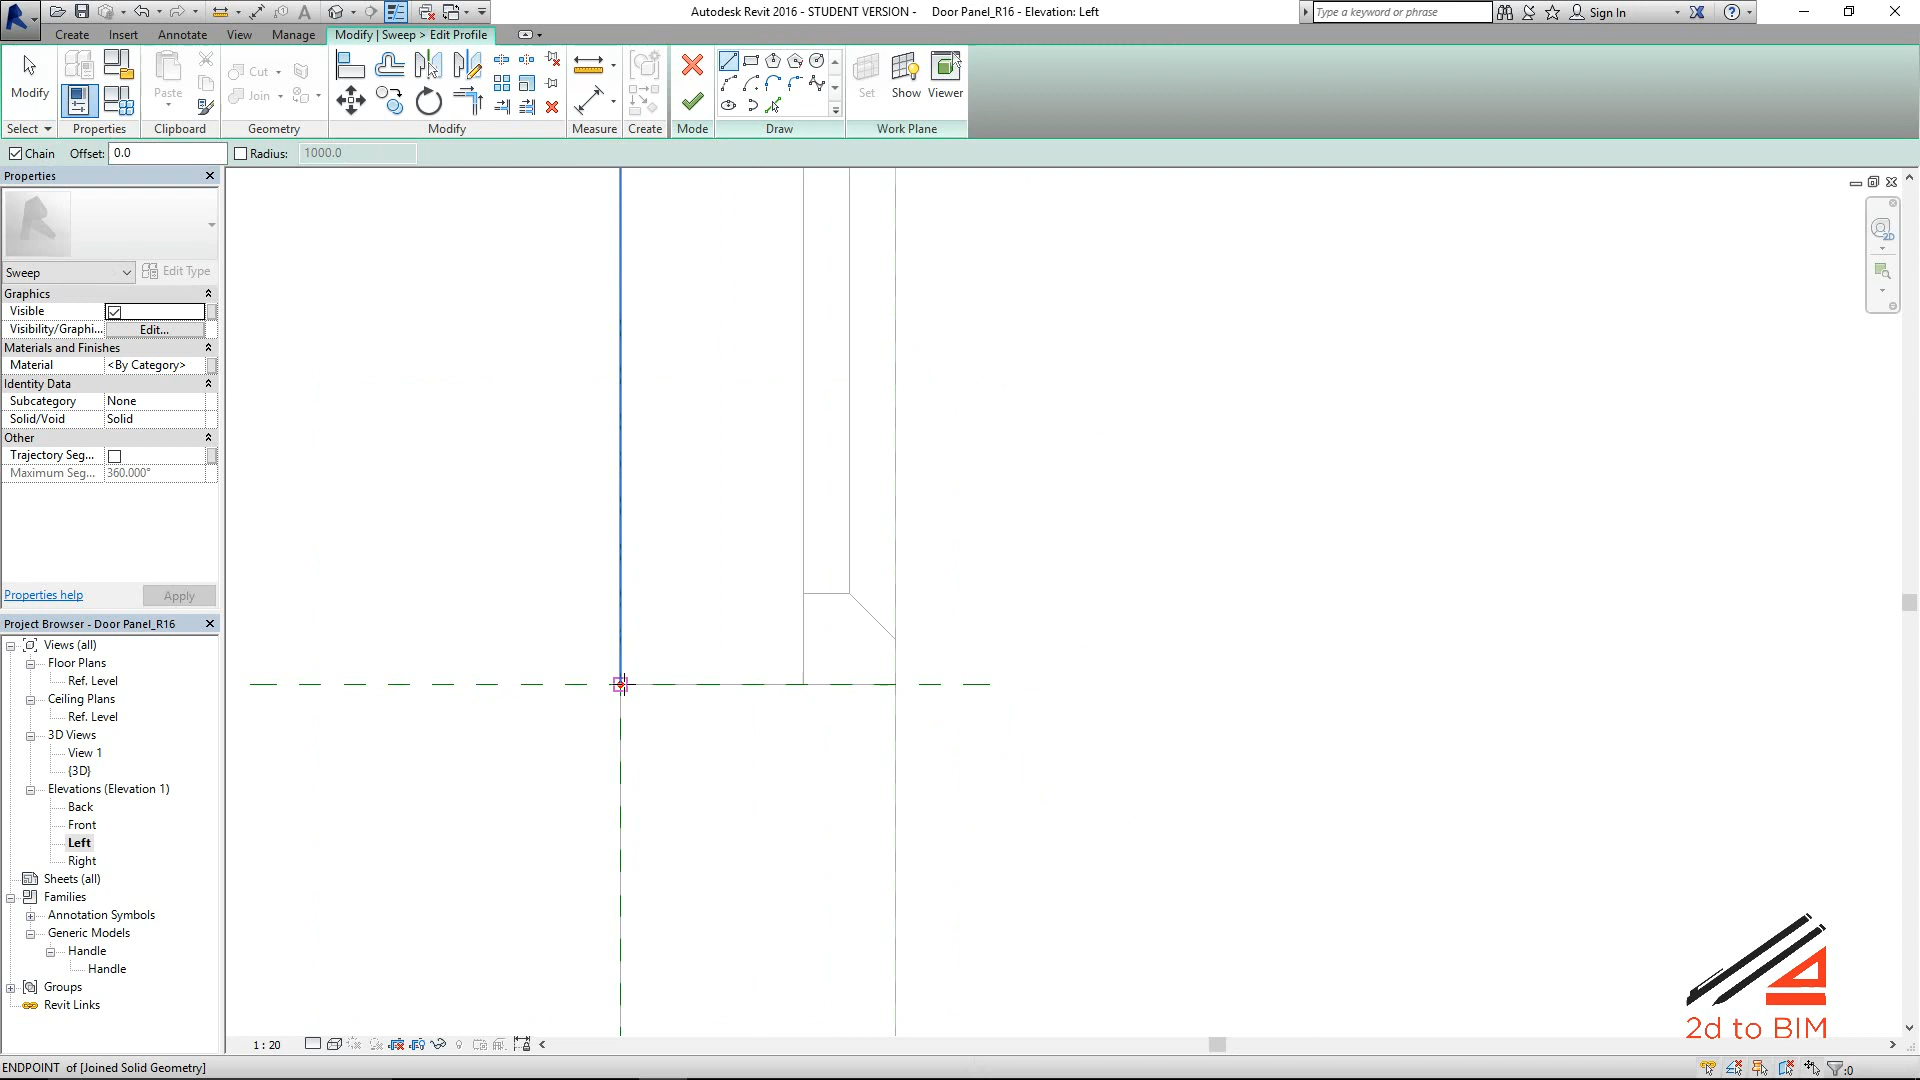 Autodesk Revit 2016 - STUDENT VERSION - Door Panel_R16 - Elevation: Left
Type a keyword or phrase
Sign In
Create Insert Annotate View Manage Modify | Sweep > Edit Profile
Modify
Paste
Cut
Join
Set Show Viewer
Select Properties Clipboard Geometry Modify Measure Create Mode Draw Work Plane
Chain Offset: 0.0 Radius: 1000.0
Properties
Sweep Edit Type
Graphics
Visible
Visibility/Graphi... Edit...
Materials and Finishes
Material <By Category>
Identity Data
Subcategory None
Solid/Void Solid
Other
Trajectory Seg...
Maximum Seg... 360.000°
Properties help Apply
Project Browser - Door Panel_R16
Views (all)
Floor Plans
Ref. Level
Ceiling Plans
Ref. Level
3D Views
View 1
{3D}
Elevations (Elevation 1)
Back
Front
Left
Right
Sheets (all)
Families
Annotation Symbols
Generic Models
Handle
Handle
Groups
Revit Links
2D
2d to BIM
1 : 20
ENDPOINT of [Joined Solid Geometry]
:0